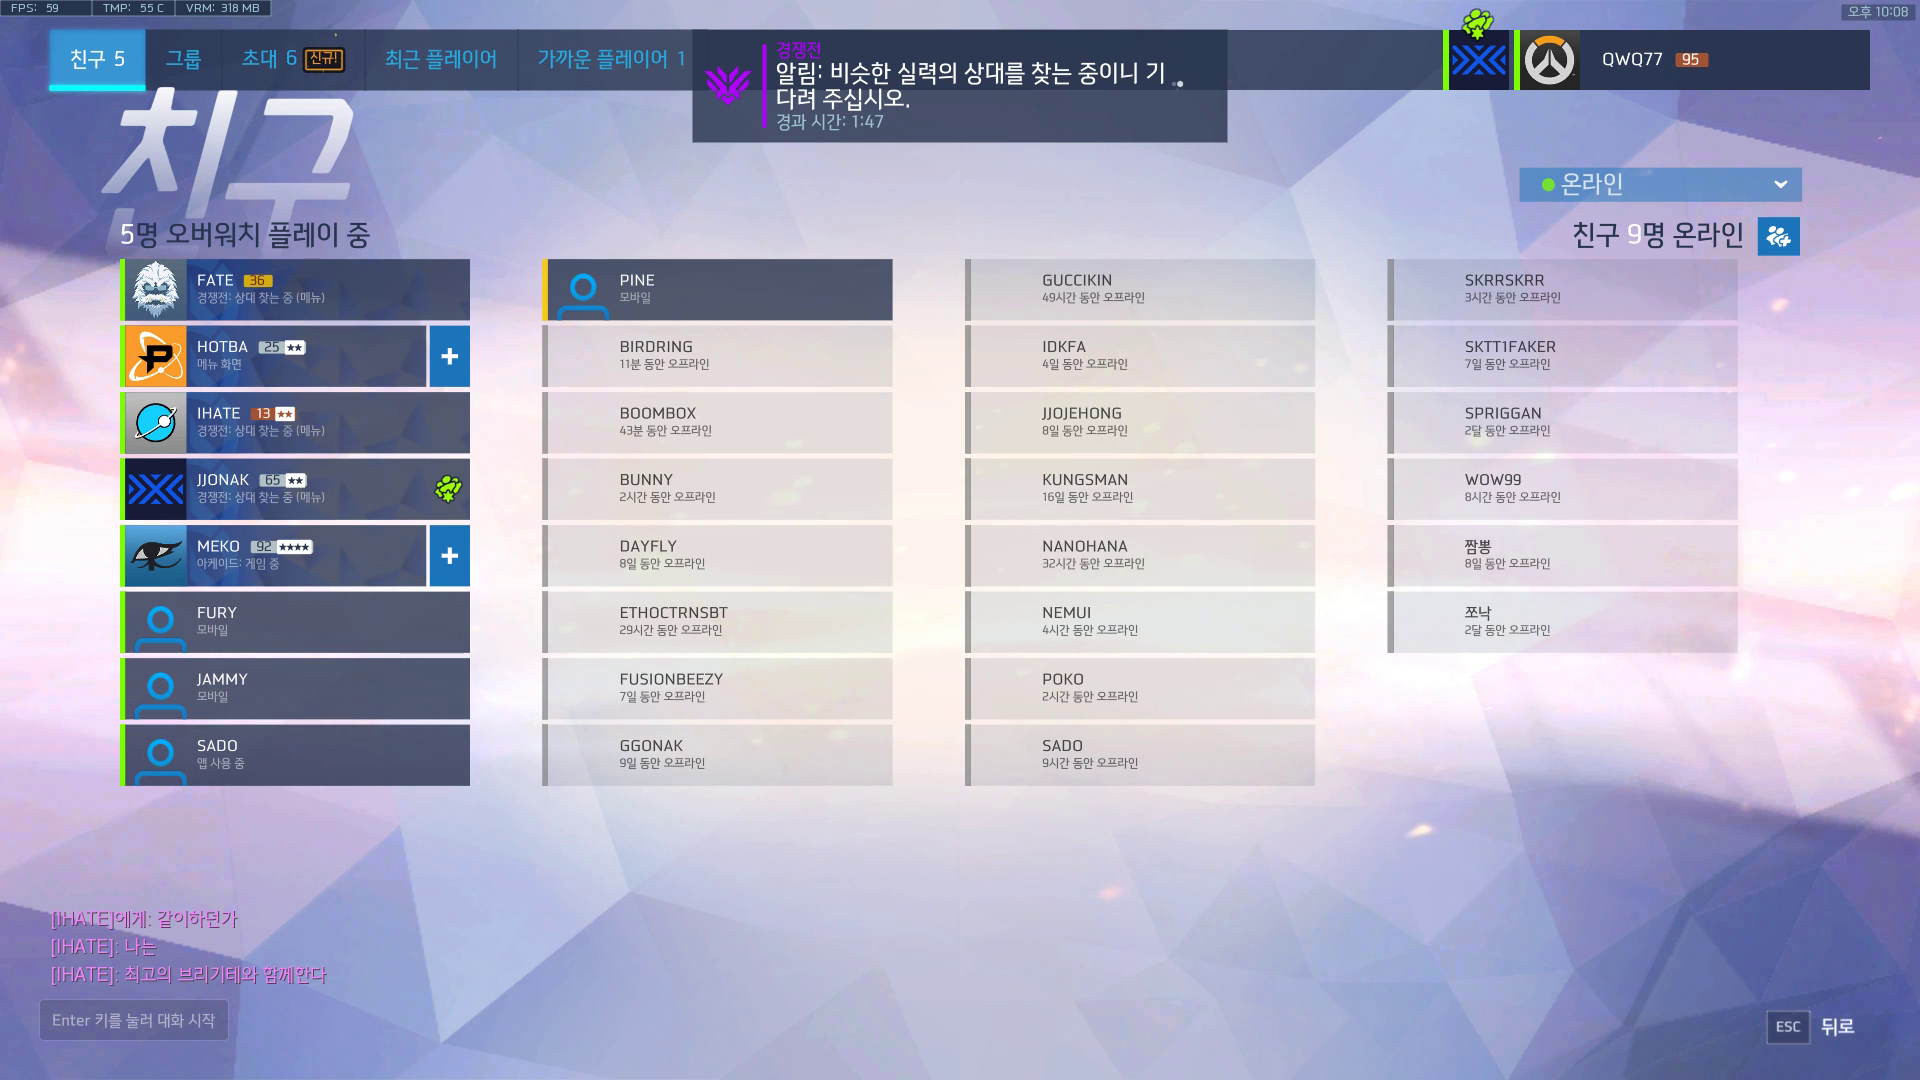 FPS: 59 TMP: 55 C VRM: 318 MB
오후 10:08
친구 5 그룹 초대 6 신규! 최근 플레이어 가까운 플레이어 1
경쟁전
알림: 비슷한 실력의 상대를 찾는 중이니 기
다려 주십시오.
경과 시간: 1:47
QWQ77 95
친구
온라인
5명 오버워치 플레이 중
친구 9명 온라인
FATE 36
경쟁전: 상대 찾는 중 (메뉴)
HOTBA 25
메뉴 화면
IHATE 13
경쟁전: 상대 찾는 중 (메뉴)
JJONAK 65
경쟁전: 상대 찾는 중 (메뉴)
MEKO 92
아케이드: 게임 중
FURY
모바일
JAMMY
모바일
SADO
앱 사용 중
PINE
모바일
BIRDRING
11분 동안 오프라인
BOOMBOX
43분 동안 오프라인
BUNNY
2시간 동안 오프라인
DAYFLY
8일 동안 오프라인
ETHOCTRNSBT
29시간 동안 오프라인
FUSIONBEEZY
7일 동안 오프라인
GGONAK
9일 동안 오프라인
GUCCIKIN
49시간 동안 오프라인
IDKFA
4일 동안 오프라인
JJOJEHONG
8일 동안 오프라인
KUNGSMAN
16일 동안 오프라인
NANOHANA
32시간 동안 오프라인
NEMUI
4시간 동안 오프라인
POKO
2시간 동안 오프라인
SADO
9시간 동안 오프라인
SKRRSKRR
3시간 동안 오프라인
SKTT1FAKER
7일 동안 오프라인
SPRIGGAN
2달 동안 오프라인
WOW99
8시간 동안 오프라인
짬뽕
8일 동안 오프라인
쪼낙
2달 동안 오프라인
[IHATE]에게: 같이하던가
[IHATE]: 나는
[IHATE]: 최고의 브리기테와 함께한다
Enter 키를 눌러 대화 시작
ESC 뒤로